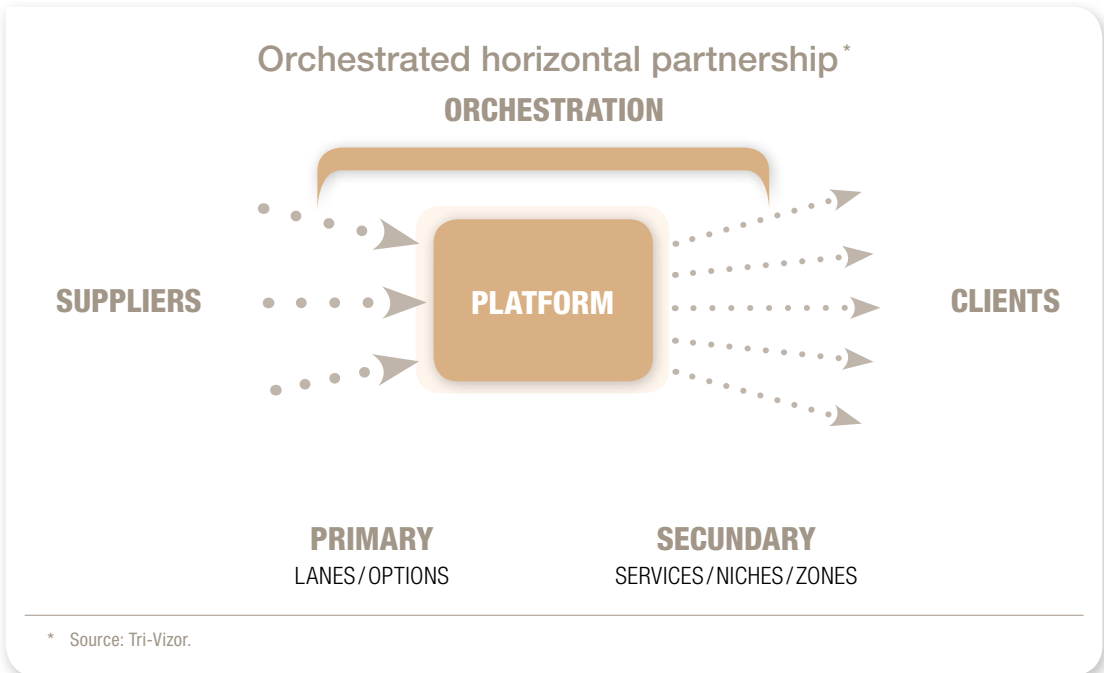 Orchestrated horizontal partnership*
ORCHESTRATION
SUPPLIERS
PLATFORM
CLIENTS
PRIMARY
LANES/OPTIONS
SECUNDARY
SERVICES/NICHES/ZONES
* Source: Tri-Vizor.